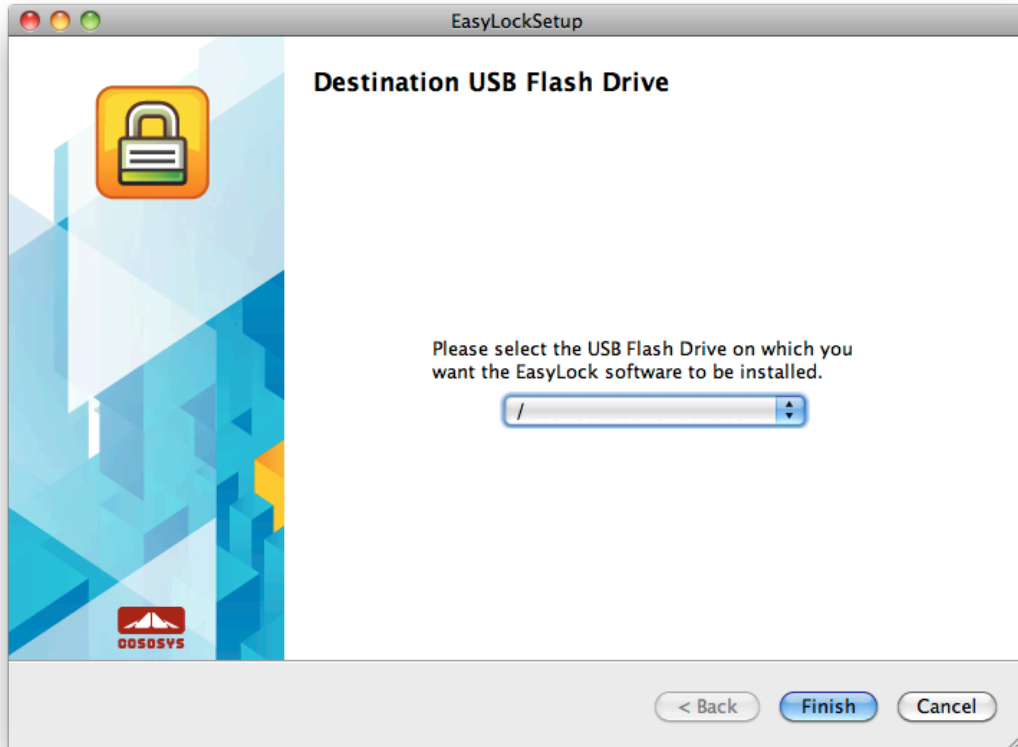 EasyLockSetup
Destination USB Flash Drive
Please select the USB Flash Drive on which you
want the EasyLock software to be installed.
/
COSOSYS
< Back
Finish
Cancel